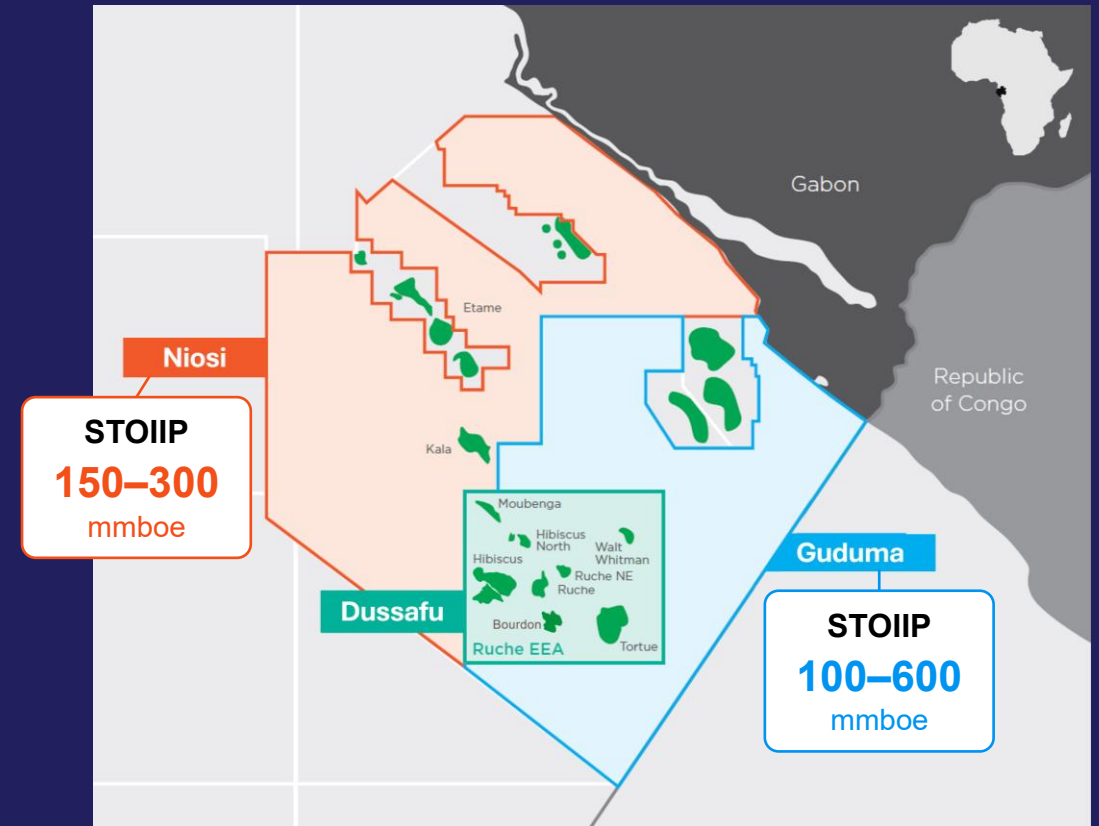 Gabon
Republic
of Congo
Etame
Niosi
STOIIP
150–300
mmboe
Kala
Moubenga
Hibiscus
North
Walt
Whitman
Hibiscus
Ruche NE
Ruche
Bourdon
Tortue
Ruche EEA
Dussafu
Guduma
STOIIP
100–600
mmboe